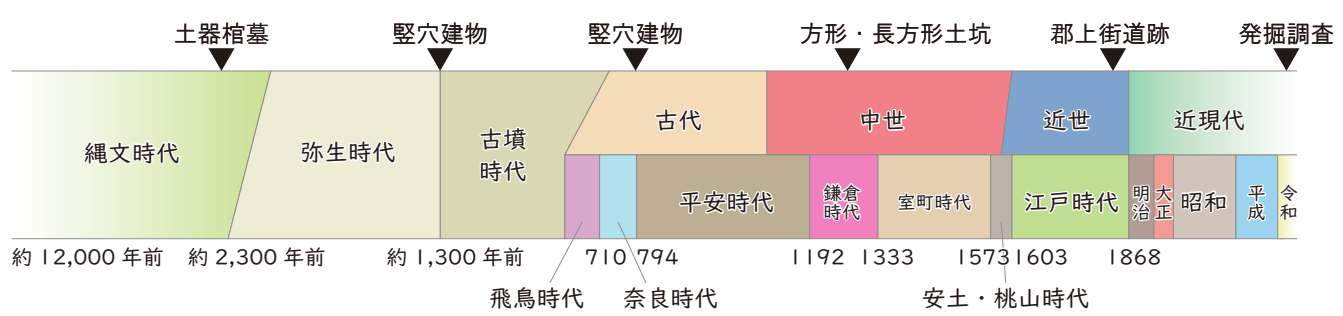 土器棺墓
竪穴建物
竪穴建物
方形・長方形土坑
郡上街道跡
発掘調査
縄文時代
弥生時代
古墳
時代
古代
中世
近世
近現代
平安時代
鎌倉
時代
室町時代
江戸時代
明治
大正
昭和
平成
令和
約 12,000 年前
約 2,300 年前
約 1,300 年前
710
794
1192
1333
1573
1603
1868
飛鳥時代
奈良時代
安土・桃山時代